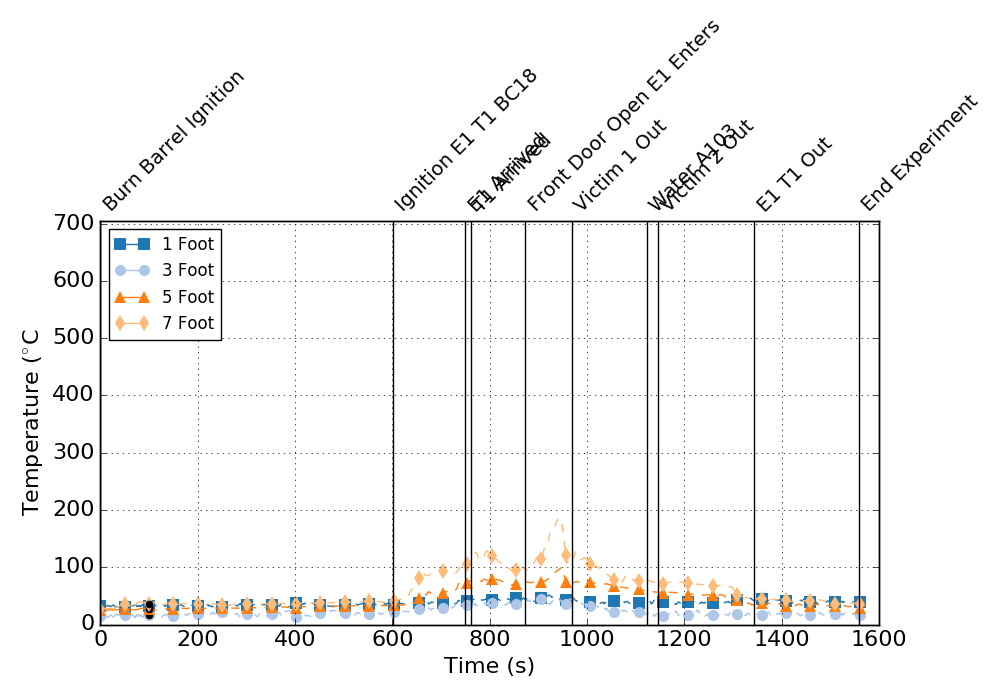 Burn Barrel Ignition
Ignition E1 T1 BC18
E1 Arrived
T1 Arrived
Front Door Open E1 Enters
Victim 1 Out
Water A103
Victim 2 Out
E1 T1 Out
End Experiment
700
600
500
400
300
200
100
0
Temperature (°C
1 Foot
3 Foot
5 Foot
7 Foot
0 200 400 600 800 1000 1200 1400 1600
Time (s)